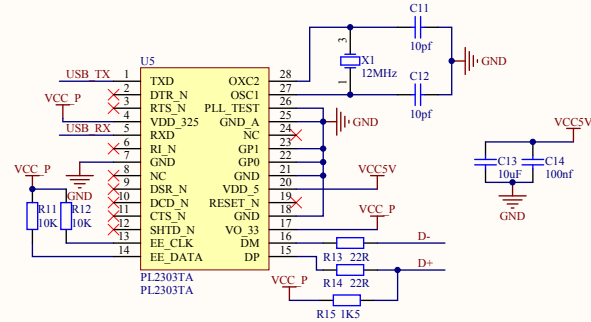 C11
10pf
3
X1
12MHz
1
GND
C12
10pf
U5
USB_TX 1 TXD OXC2 28
2 DTR_N OSC1 27
VCC_P 3 RTS_N PLL_TEST 26
4 VDD_325 GND_A 25 GND
USB_RX 5 RXD NC 24
6 RI_N GP1 23
7 GND GP0 22
8 NC GND 21
9 DSR_N VDD_5 20 VCC5V
10 DCD_N RESET_N 19
11 CTS_N GND 18
12 SHTD_N VO_33 17 VCC_P
13 EE_CLK DM 16
14 EE_DATA DP 15
PL2303TA
PL2303TA
VCC_P
GND
R11 R12
10K 10K
D-
R13 22R
D+
R14 22R
VCC_P
R15 1K5
VCC5V
C13 C14
10uF 100nf
GND